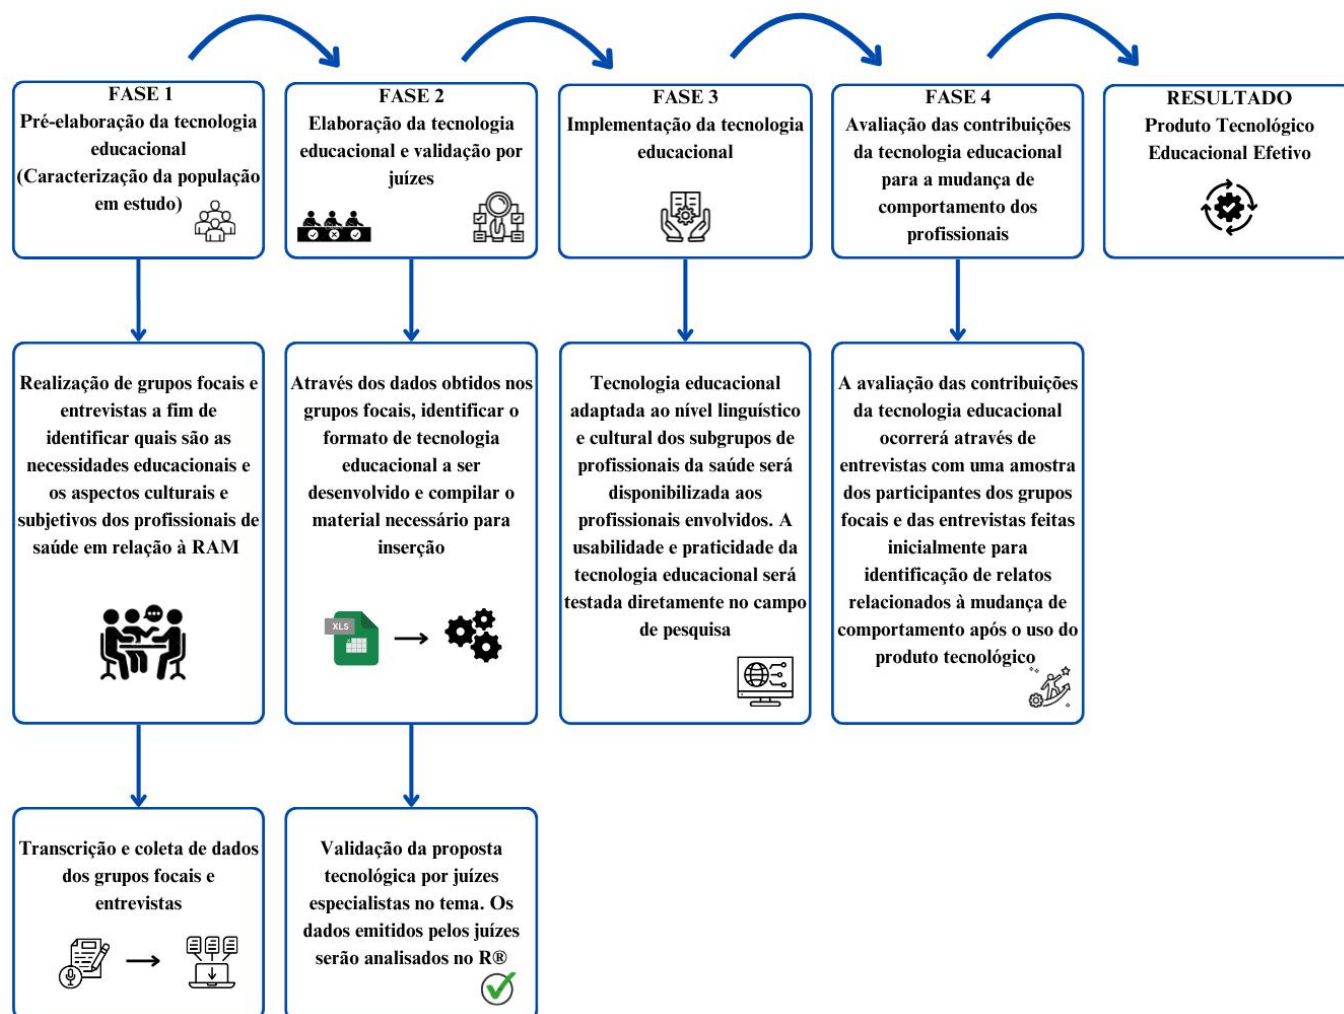 FASE 1
Pré-elaboração da tecnologia
educacional
(Caracterização da população
em estudo)
FASE 2
Elaboração da tecnologia
educacional e validação por
juízes
FASE 3
Implementação da tecnologia
educacional
FASE 4
Avaliação das contribuições
da tecnologia educacional
para a mudança de
comportamento dos
profissionais
RESULTADO
Produto Tecnológico
Educacional Efetivo
Realização de grupos focais e
entrevistas a fim de
identificar quais são as
necessidades educacionais e
os aspectos culturais e
subjetivos dos profissionais de
saúde em relação à RAM
Através dos dados obtidos nos
grupos focais, identificar o
formato de tecnologia
educacional a ser
desenvolvido e compilar o
material necessário para
inserção
XLS
Tecnologia educacional
adaptada ao nível linguístico
e cultural dos subgrupos de
profissionais da saúde será
disponibilizada aos
profissionais envolvidos. A
usabilidade e praticidade da
tecnologia educacional será
testada diretamente no campo
de pesquisa
A avaliação das contribuições
da tecnologia educacional
ocorrerá através de
entrevistas com uma amostra
dos participantes dos grupos
focais e das entrevistas feitas
inicialmente para
identificação de relatos
relacionados à mudança de
comportamento após o uso do
produto tecnológico
Transcrição e coleta de dados
dos grupos focais e
entrevistas
Validação da proposta
tecnológica por juízes
especialistas no tema. Os
dados emitidos pelos juízes
serão analisados no R®